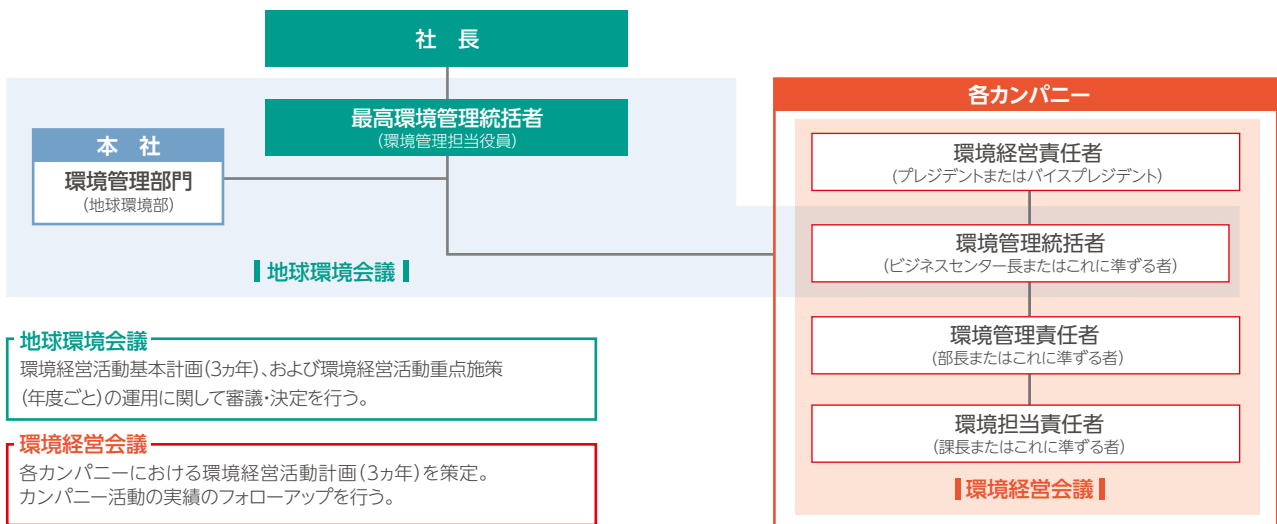 社 長
最高環境管理統括者
(環境管理担当役員)
本 社
環境管理部門
(地球環境部)
地球環境会議
各カンパニー
環境経営責任者
(プレジデントまたはバイスプレジデント)
環境管理統括者
(ビジネスセンター長またはこれに準ずる者)
環境管理責任者
(部長またはこれに準ずる者)
環境担当責任者
(課長またはこれに準ずる者)
環境経営会議
地球環境会議
環境経営活動基本計画(3ヵ年)、および環境経営活動重点施策
(年度ごと)の運用に関して審議・決定を行う。
環境経営会議
各カンパニーにおける環境経営活動計画(3ヵ年)を策定。
カンパニー活動の実績のフォローアップを行う。